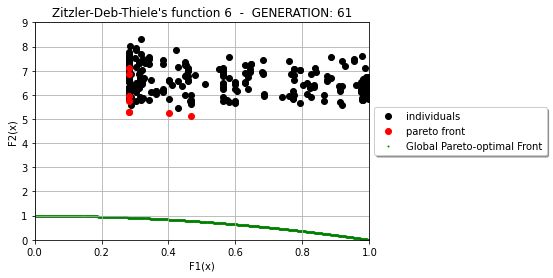 Zitzler-Deb-Thiele's function 6  -  GENERATION: 61
9
8
7
6
5
4
3
2
1
0
F2(x)
0.0 0.2 0.4 0.6 0.8 1.0
F1(x)
individuals
pareto front
Global Pareto-optimal Front